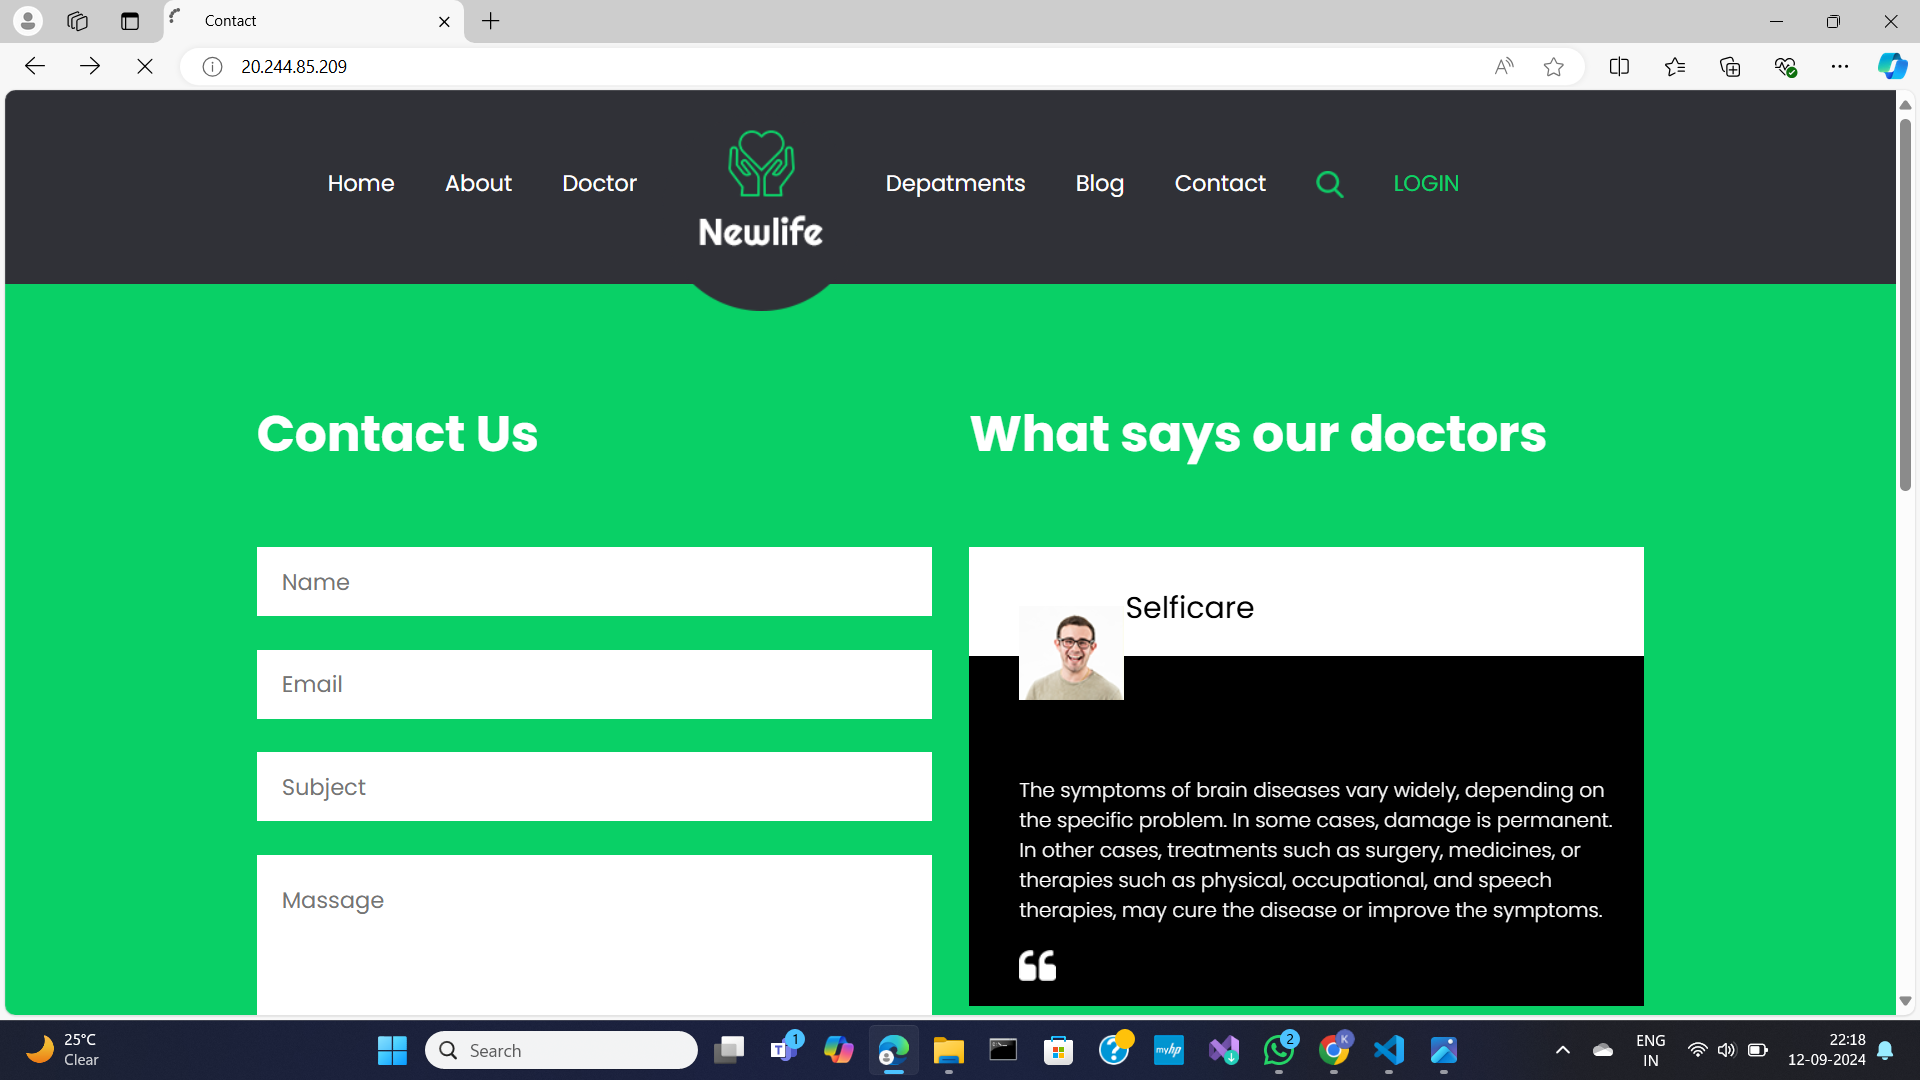 Contact
20.244.85.209
Home About Doctor Newlife Depatments Blog Contact LOGIN
Contact Us
What says our doctors
Name
Email
Subject
Massage
Selficare
The symptoms of brain diseases vary widely, depending on
the specific problem. In some cases, damage is permanent.
In other cases, treatments such as surgery, medicines, or
therapies such as physical, occupational, and speech
therapies, may cure the disease or improve the symptoms.
25°C
Clear
Search
T
1
myhp
2
K
ENG
IN
22:18
12-09-2024